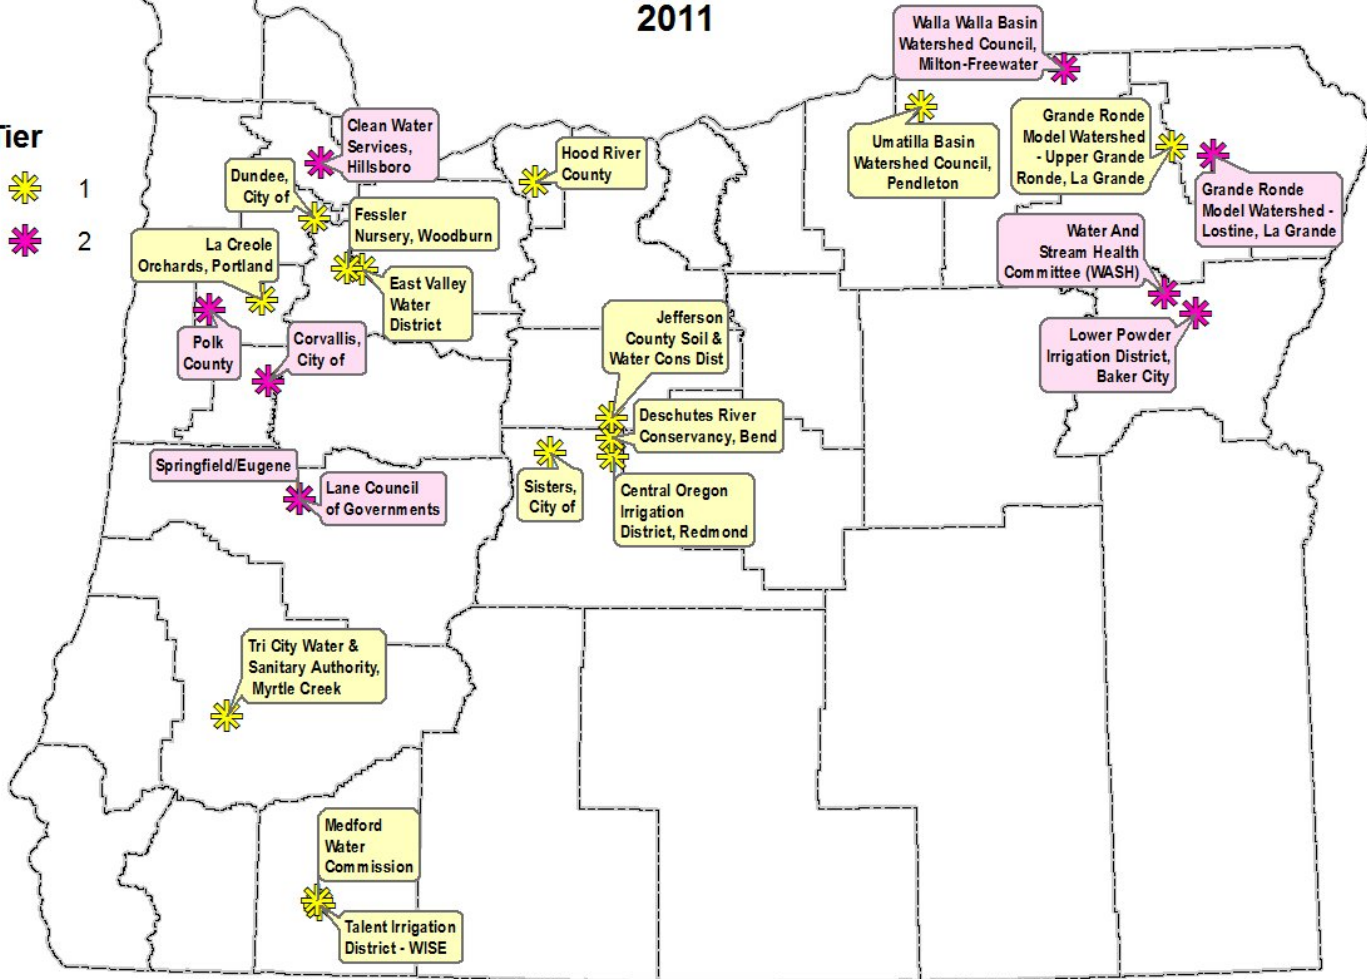 2011
Tier
1
2
Walla Walla Basin
Watershed Council,
Milton-Freewater
Clean Water
Services,
Hillsboro
Hood River
County
Umatilla Basin
Watershed Council,
Pendleton
Grande Ronde
Model Watershed
- Upper Grande
Ronde, La Grande
Grande Ronde
Model Watershed -
Lostine, La Grande
Dundee,
City of
Fessler
Nursery, Woodburn
La Creole
Orchards, Portland
East Valley
Water
District
Water And
Stream Health
Committee (WASH)
Lower Powder
Irrigation District,
Baker City
Polk
County
Corvallis,
City of
Jefferson
County Soil &
Water Cons Dist
Deschutes River
Conservancy, Bend
Springfield/Eugene
Lane Council
of Governments
Sisters,
City of
Central Oregon
Irrigation
District, Redmond
Tri City Water &
Sanitary Authority,
Myrtle Creek
Medford
Water
Commission
Talent Irrigation
District - WISE